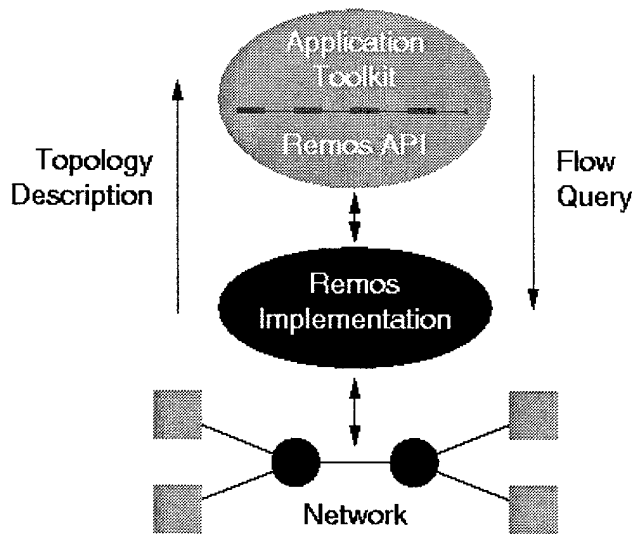 Application
Toolkit
Remos API
Topology
Description
Flow
Query
Remos
Implementation
Network